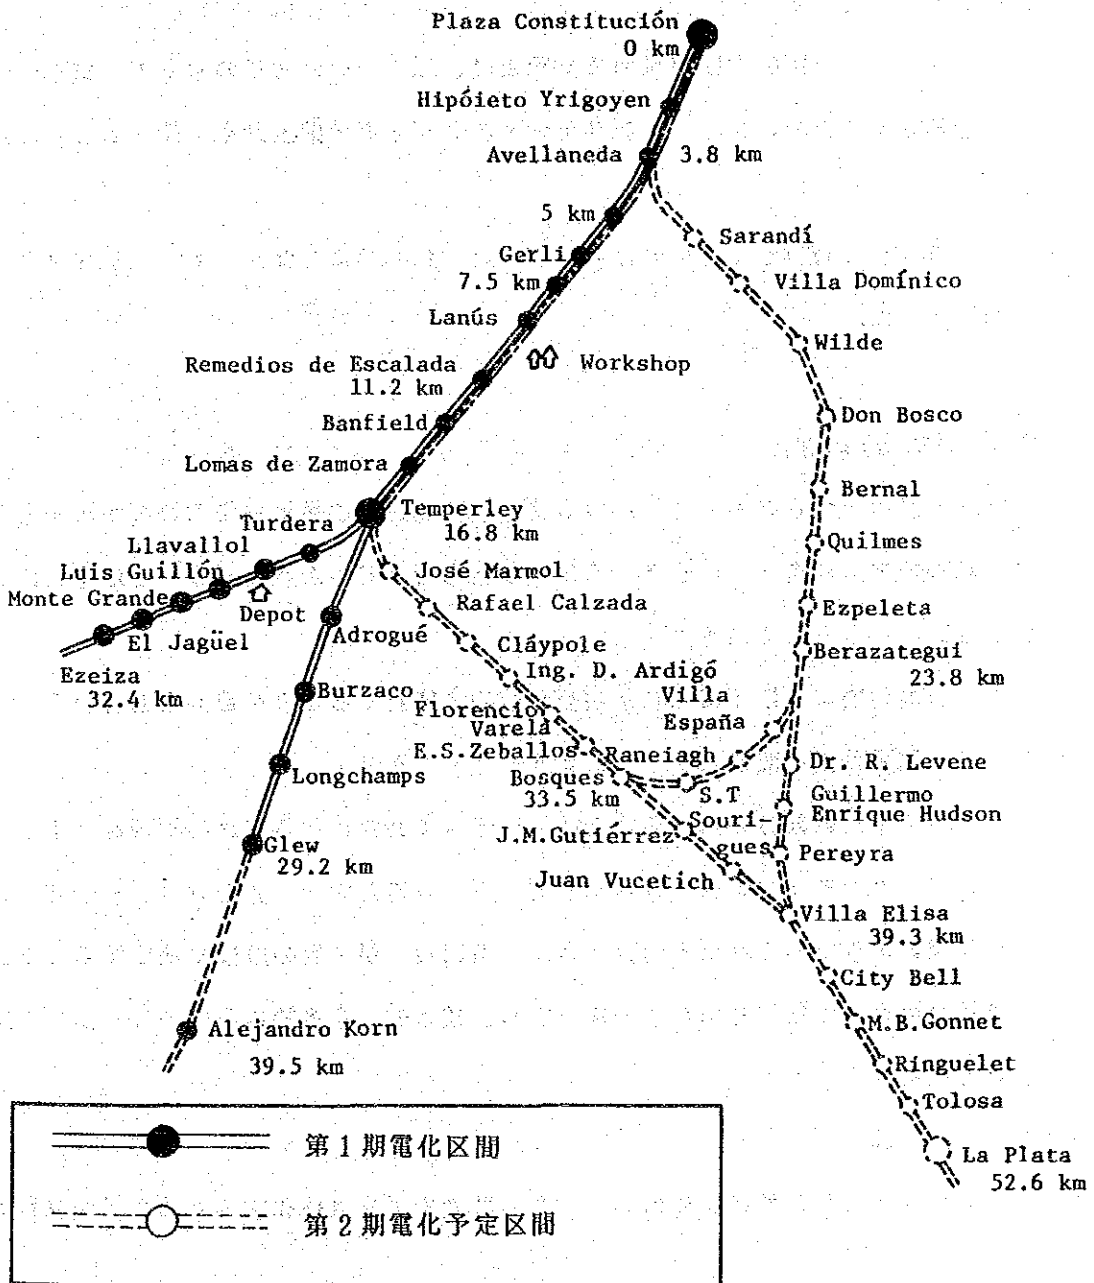 Plaza Constitución
0 km
Hipóieto Yrigoyen
Avellaneda
3.8 km
5 km
Sarandí
Gerli
7.5 km
Villa Domínico
Lanús
Wilde
Remedios de Escalada
11.2 km
Workshop
Banfield
Don Bosco
Lomas de Zamora
Bernal
Temperley
16.8 km
Turdera
Quilmes
Llavallol
Luis Guillón
José Marmol
Monte Grande
Depot
Rafael Calzada
Ezpeleta
El Jagüel
Adrogué
Cláypole
Berazategui
23.8 km
Ezeiza
32.4 km
Ing. D. Ardigó
Burzaco
Villa
España
Florencio
Varela
E.S.Zeballos
Raneiagh
Dr. R. Levene
Longchamps
Bosques
33.5 km
S.T
Souri-
gues
Guillermo
Enrique Hudson
J.M.Gutiérrez
Glew
29.2 km
Pereyra
Juan Vucetich
Villa Elisa
39.3 km
City Bell
Alejandro Korn
39.5 km
M.B.Gonnet
Ringuelet
Tolosa
La Plata
52.6 km
第1期電化区間
第2期電化予定区間